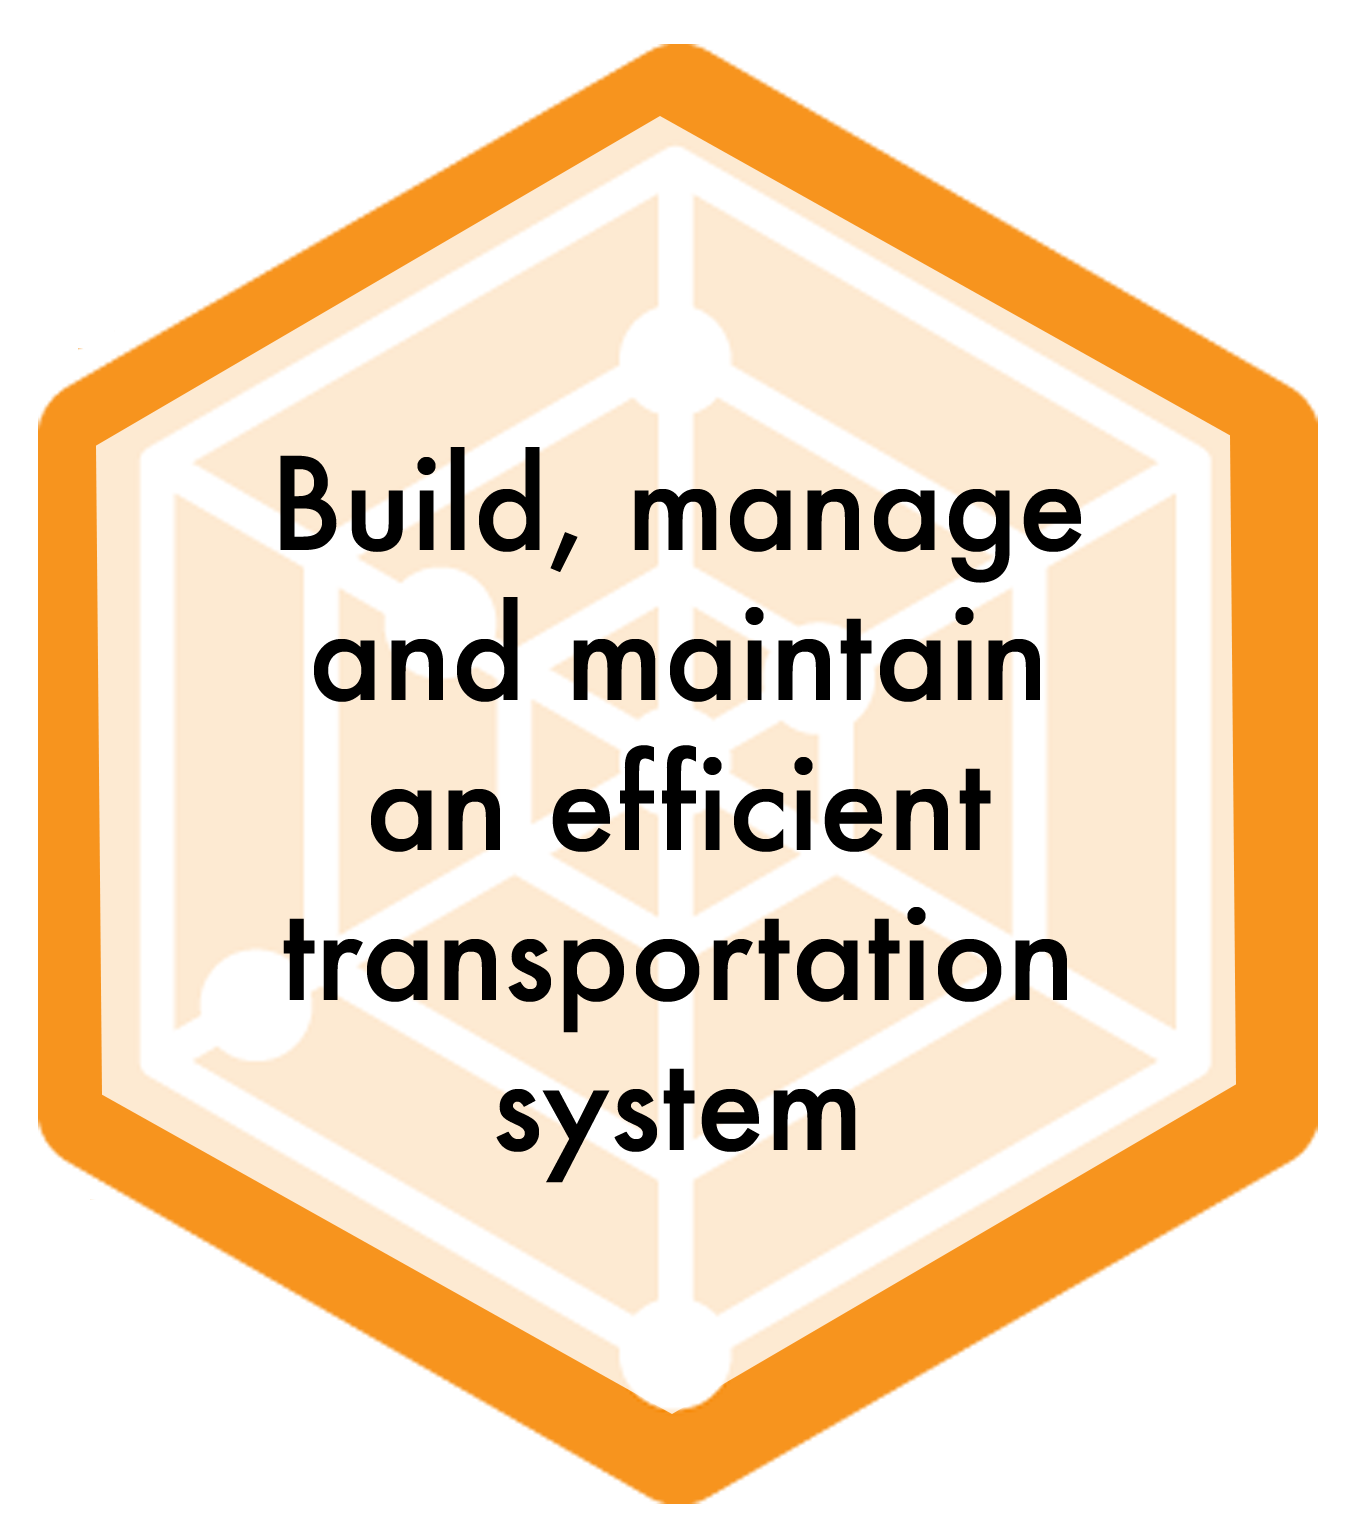 Build, manage
and maintain
an efficient
transportation
system